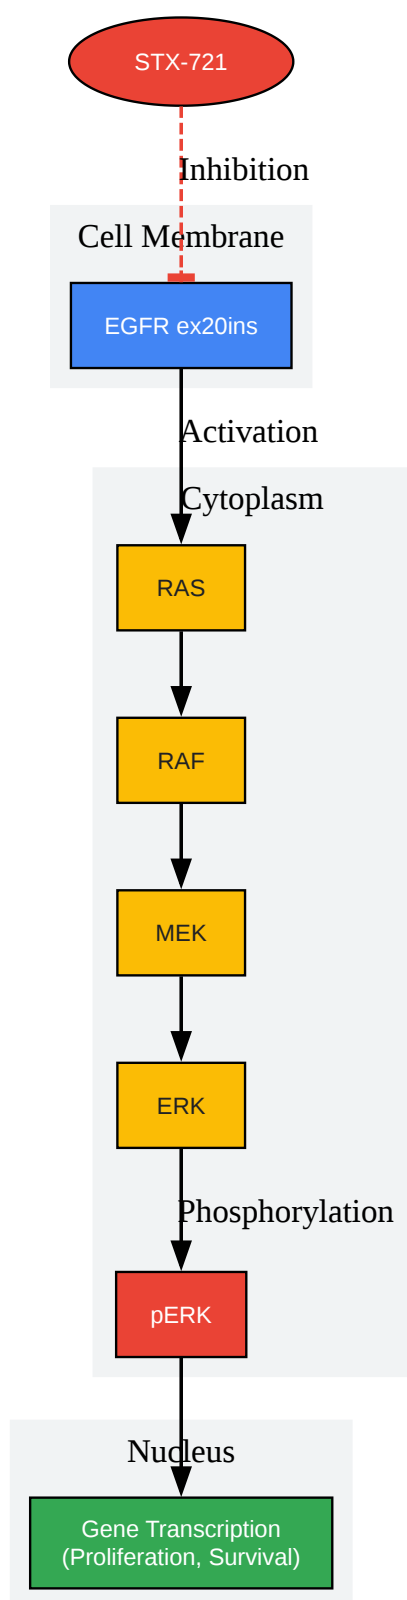 STX-721
Inhibition
Cell Membrane
EGFR ex20ins
Activation
Cytoplasm
RAS
RAF
MEK
ERK
Phosphorylation
pERK
Nucleus
Gene Transcription
(Proliferation, Survival)